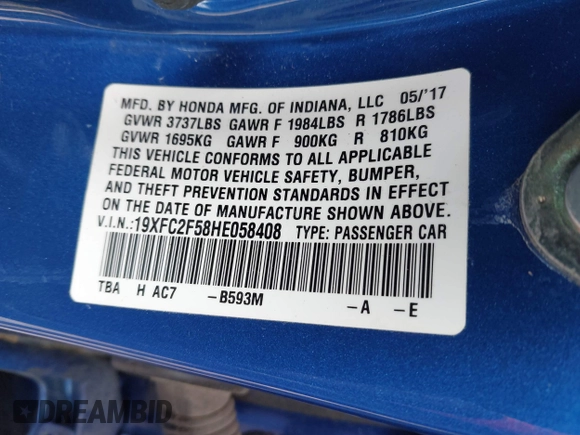 MFD. BY HONDA MFG. OF INDIANA, LLC 05/'17
GVWR 3737LBS GAWR F 1984LBS R 1786LBS
GVWR 1695KG GAWR F 900KG R 810KG
THIS VEHICLE CONFORMS TO ALL APPLICABLE
FEDERAL MOTOR VEHICLE SAFETY, BUMPER,
AND THEFT PREVENTION STANDARDS IN EFFECT
ON THE DATE OF MANUFACTURE SHOWN ABOVE.
V.I.N.:19XFC2F58HE058408 TYPE: PASSENGER CAR
TBA H AC7 -B593M -A -E
DREAMBID